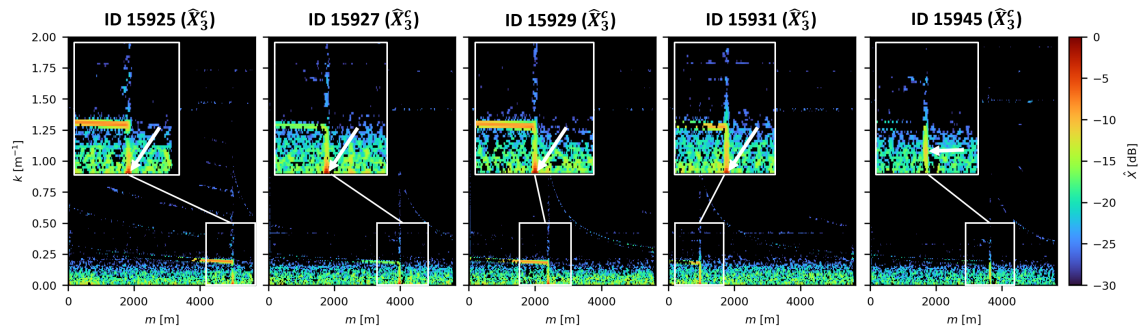 ID 15925 (X̂₃ᶜ) ID 15927 (X̂₃ᶜ) ID 15929 (X̂₃ᶜ) ID 15931 (X̂₃ᶜ) ID 15945 (X̂₃ᶜ)
2.00
1.75
1.50
1.25
1.00
0.75
0.50
0.25
0.00
k [m⁻¹]
0 2000 4000
0 2000 4000
0 2000 4000
0 2000 4000
0 2000 4000
m [m] m [m] m [m] m [m] m [m]
0
−5
−10
−15
−20
−25
−30
X̂ [dB]